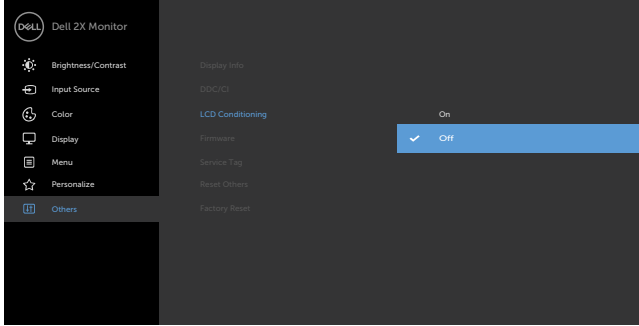 DELL
Dell 2X Monitor
Brightness/Contrast
Input Source
Color
Display
Menu
Personalize
Others
Display Info
DDC/CI
LCD Conditioning
Firmware
Service Tag
Reset Others
Factory Reset
On
Off